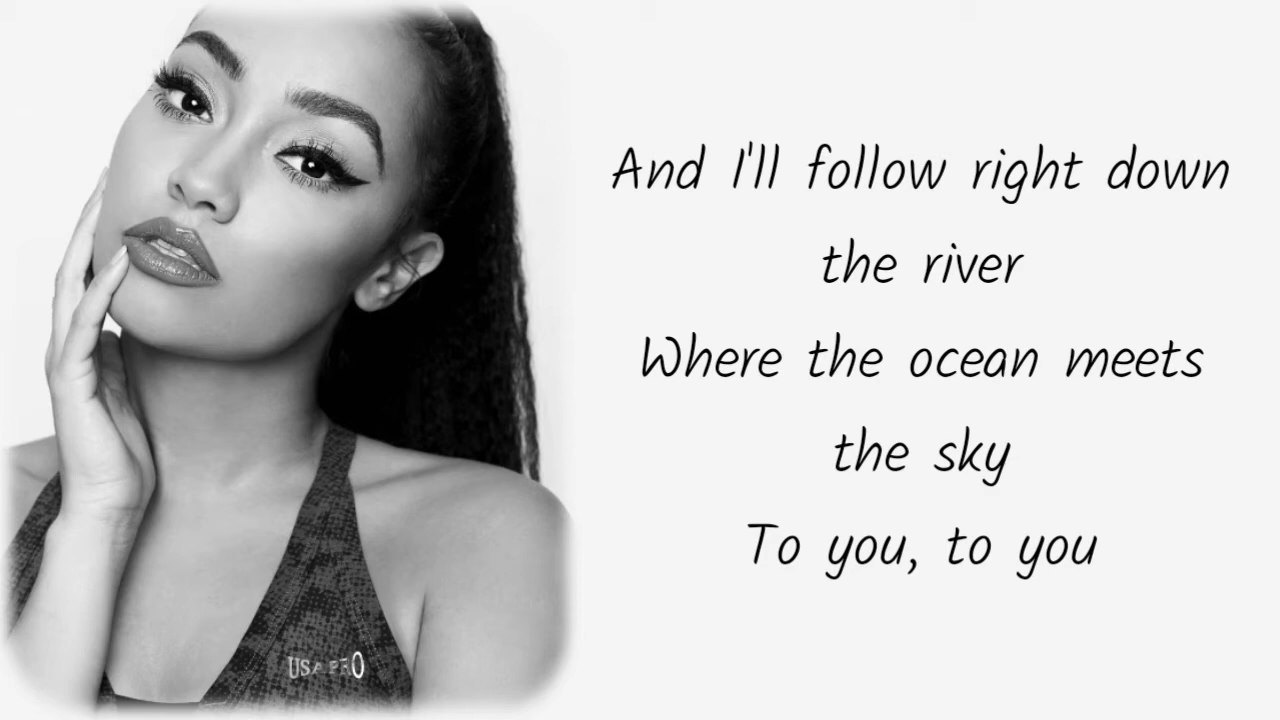 And I'll follow right down
the river
Where the ocean meets
the sky
To you, to you
USA PRO